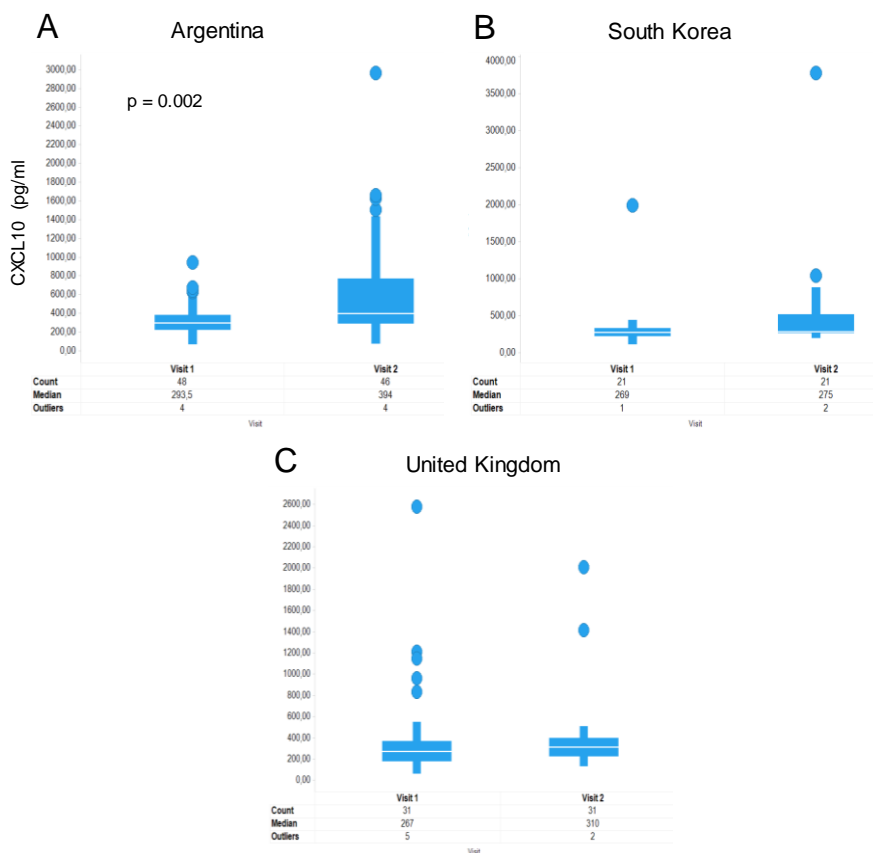 A Argentina
CXCL10 (pg/ml)
3000,00
2800,00
2600,00
2400,00
2200,00
2000,00
1800,00
1600,00
1400,00
1200,00
1000,00
800,00
600,00
400,00
200,00
0,00
p = 0.002
Visit 1 Visit 2
Count 48 46
Median 293,5 394
Outliers 4 4
Visit
B South Korea
4000,00
3500,00
3000,00
2500,00
2000,00
1500,00
1000,00
500,00
0,00
Visit 1 Visit 2
Count 21 21
Median 269 275
Outliers 1 2
Visit
C United Kingdom
2600,00
2400,00
2200,00
2000,00
1800,00
1600,00
1400,00
1200,00
1000,00
800,00
600,00
400,00
200,00
0,00
Visit 1 Visit 2
Count 31 31
Median 267 310
Outliers 5 2
Visit